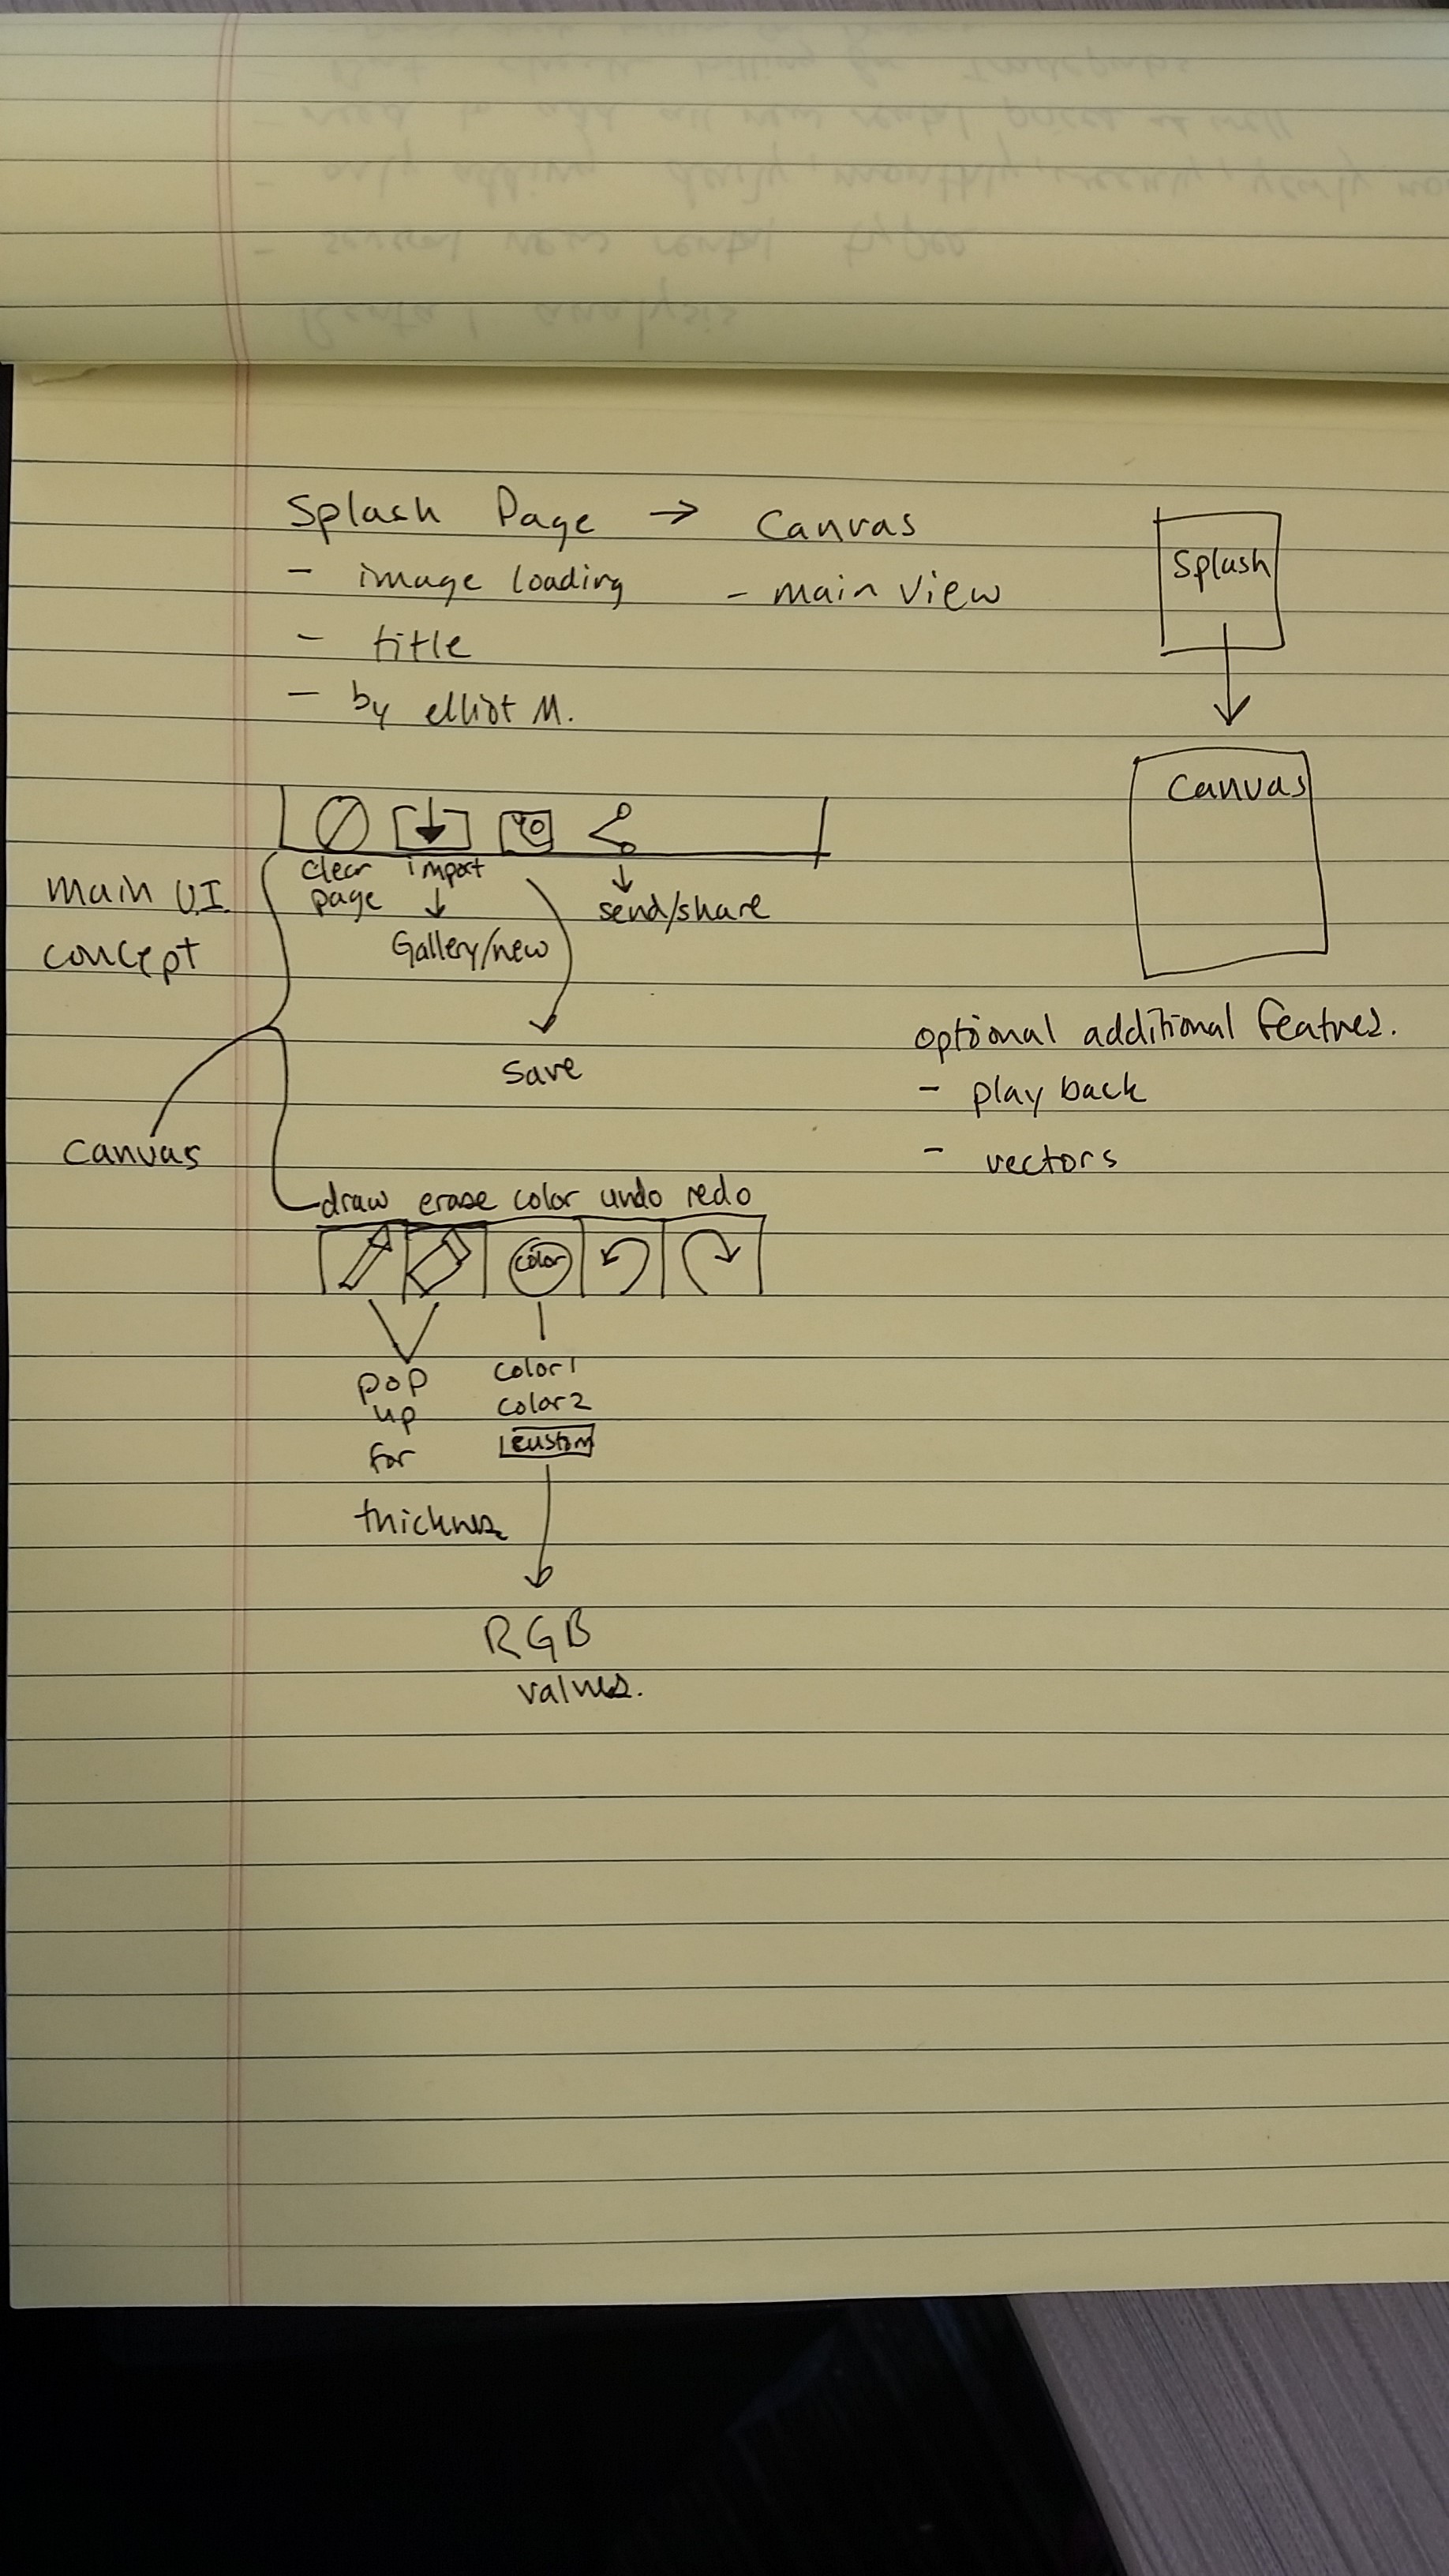 Splash Page → Canvas
- image loading
- main view
- title
- by elliot M.
Splash
Canvas
main U.I.
concept
clear
page
import
Gallery/new
send/share
save
canvas
optional additional features.
- play back
- vectors
draw erase color undo redo
color
pop
up
for
color1
color2
custom
RGB
values.